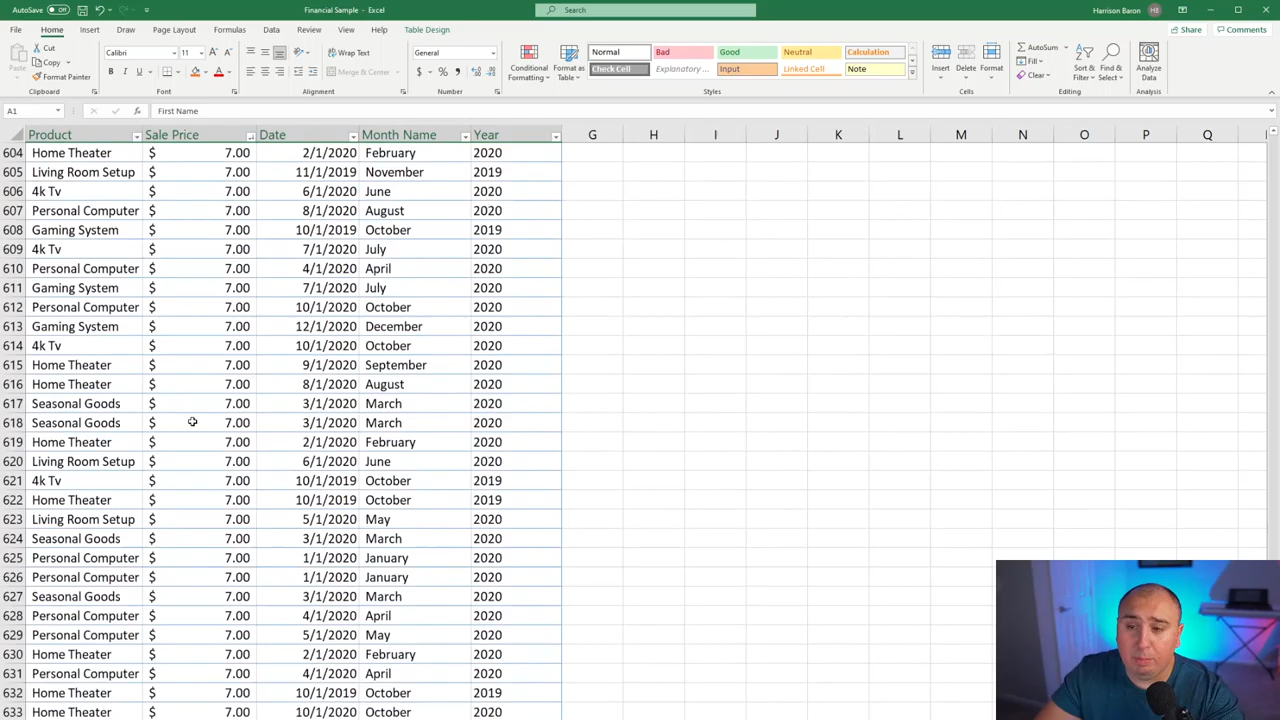 AutoSave Off Financial Sample - Excel Search Harrison Baron HB
File Home Insert Draw Page Layout Formulas Data Review View Help Table Design Share Comments
Cut Calibri 11 Wrap Text General Normal Bad Good Neutral Calculation AutoSum
Paste Copy Format Painter B I U Merge & Center $ % Conditional Formatting Format as Table Check Cell Explanatory ... Input Linked Cell Note Insert Delete Format Fill Clear Sort & Filter Find & Select Analyze Data
Clipboard Font Alignment Number Styles Cells Editing Analysis
A1 fx First Name
Product Sale Price Date Month Name Year G H I J K L M N O P Q
604 Home Theater $ 7.00 2/1/2020 February 2020
605 Living Room Setup $ 7.00 11/1/2019 November 2019
606 4k Tv $ 7.00 6/1/2020 June 2020
607 Personal Computer $ 7.00 8/1/2020 August 2020
608 Gaming System $ 7.00 10/1/2019 October 2019
609 4k Tv $ 7.00 7/1/2020 July 2020
610 Personal Computer $ 7.00 4/1/2020 April 2020
611 Gaming System $ 7.00 7/1/2020 July 2020
612 Personal Computer $ 7.00 10/1/2020 October 2020
613 Gaming System $ 7.00 12/1/2020 December 2020
614 4k Tv $ 7.00 10/1/2020 October 2020
615 Home Theater $ 7.00 9/1/2020 September 2020
616 Home Theater $ 7.00 8/1/2020 August 2020
617 Seasonal Goods $ 7.00 3/1/2020 March 2020
618 Seasonal Goods $ 7.00 3/1/2020 March 2020
619 Home Theater $ 7.00 2/1/2020 February 2020
620 Living Room Setup $ 7.00 6/1/2020 June 2020
621 4k Tv $ 7.00 10/1/2019 October 2019
622 Home Theater $ 7.00 10/1/2019 October 2019
623 Living Room Setup $ 7.00 5/1/2020 May 2020
624 Seasonal Goods $ 7.00 3/1/2020 March 2020
625 Personal Computer $ 7.00 1/1/2020 January 2020
626 Personal Computer $ 7.00 1/1/2020 January 2020
627 Seasonal Goods $ 7.00 3/1/2020 March 2020
628 Personal Computer $ 7.00 4/1/2020 April 2020
629 Personal Computer $ 7.00 5/1/2020 May 2020
630 Home Theater $ 7.00 2/1/2020 February 2020
631 Personal Computer $ 7.00 4/1/2020 April 2020
632 Home Theater $ 7.00 10/1/2019 October 2019
633 Home Theater $ 7.00 10/1/2020 October 2020